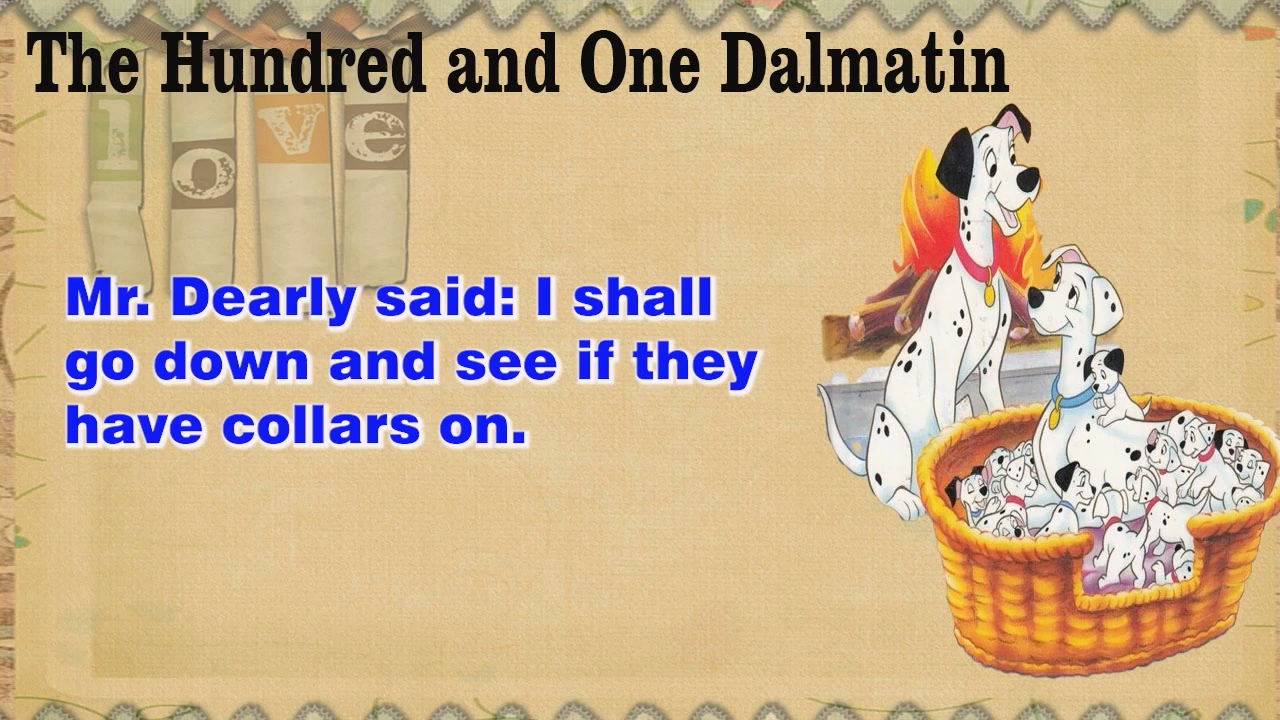 The Hundred and One Dalmatin
love
Mr. Dearly said: I shall
go down and see if they
have collars on.